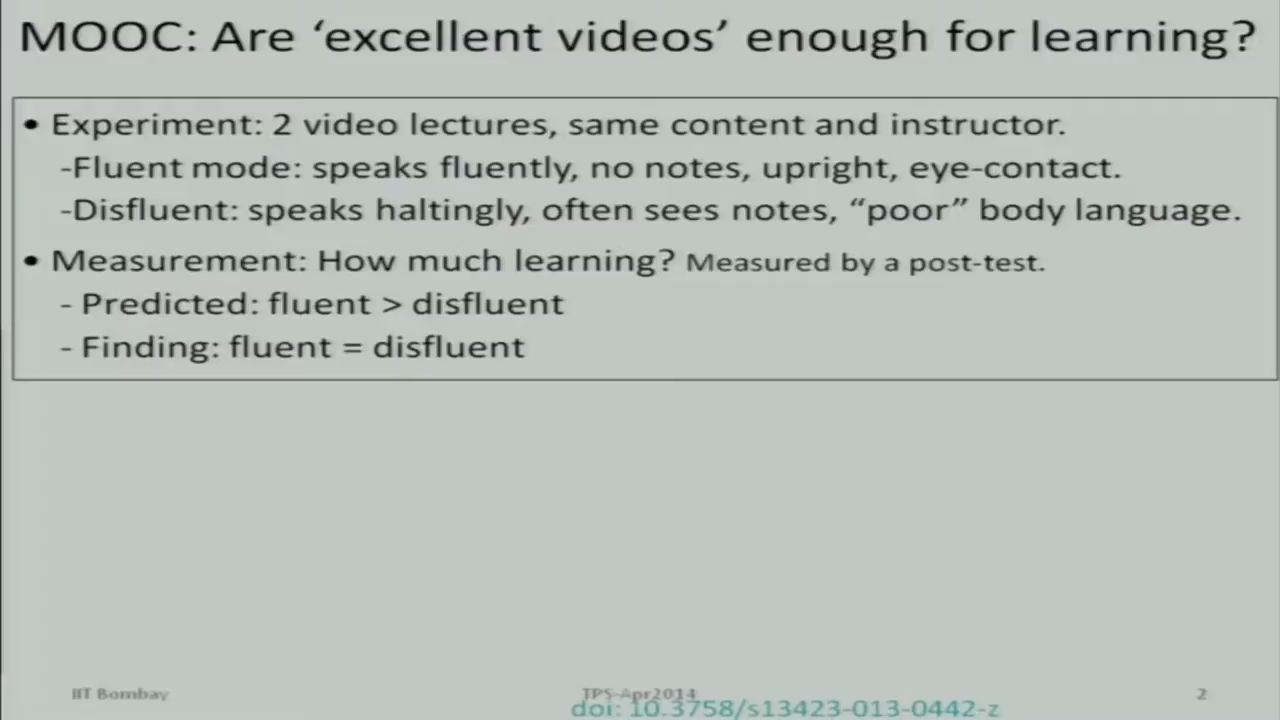 MOOC: Are ‘excellent videos’ enough for learning?
• Experiment: 2 video lectures, same content and instructor.
-Fluent mode: speaks fluently, no notes, upright, eye-contact.
-Disfluent: speaks haltingly, often sees notes, “poor” body language.
• Measurement: How much learning? Measured by a post-test.
- Predicted: fluent > disfluent
- Finding: fluent = disfluent
IIT Bombay
TPS-Apr2014
2
doi: 10.3758/s13423-013-0442-z